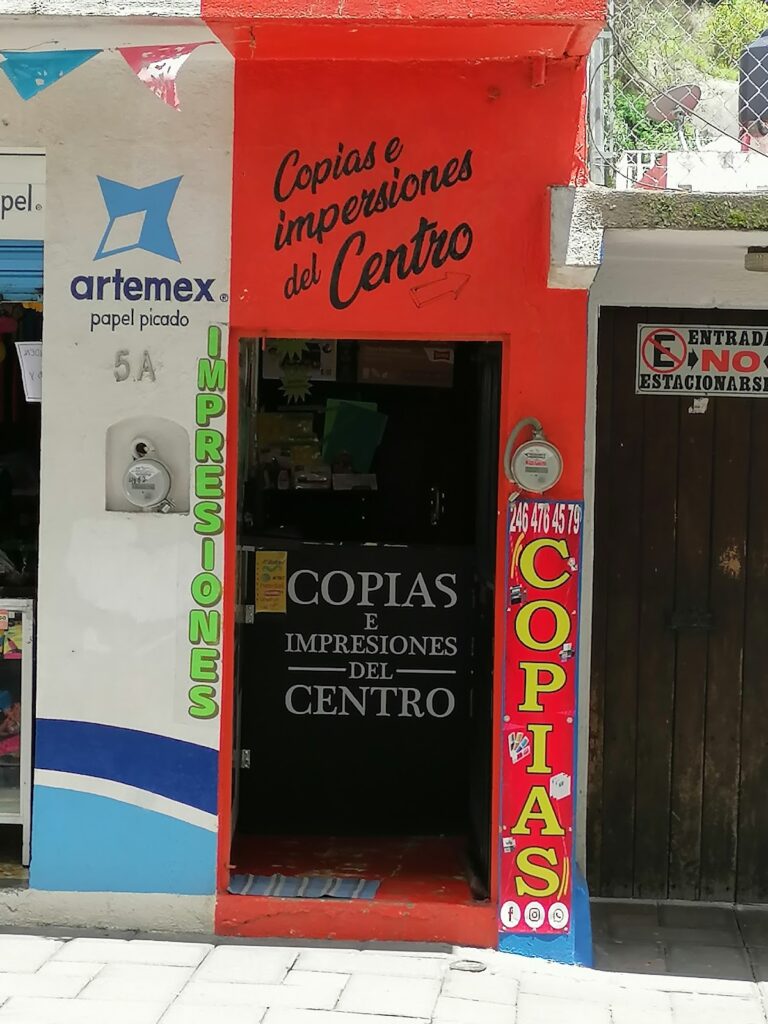 pel.
artemex®
papel picado
5A
IMPRESIONES
Copias e
impersiones
del Centro
COPIAS
E
IMPRESIONES
DEL
CENTRO
246 476 45 79
COPIAS
ENTRADA
NO
ESTACIONARSE